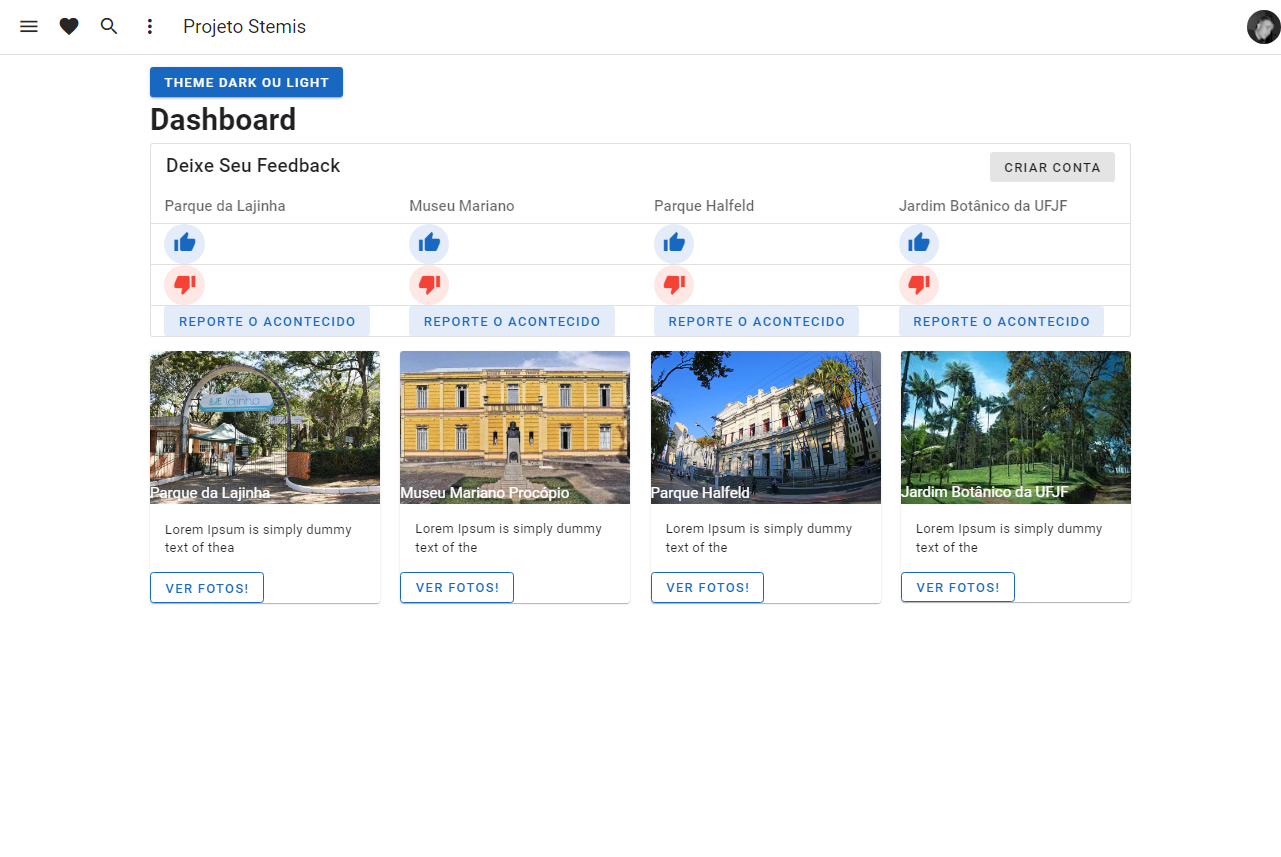 Projeto Stemis
THEME DARK OU LIGHT
Dashboard
Deixe Seu Feedback
CRIAR CONTA
Parque da Lajinha Museu Mariano Parque Halfeld Jardim Botânico da UFJF
REPORTE O ACONTECIDO REPORTE O ACONTECIDO REPORTE O ACONTECIDO REPORTE O ACONTECIDO
lajinha
Parque da Lajinha
Lorem Ipsum is simply dummy
text of thea
VER FOTOS!
Museu Mariano Procópio
Lorem Ipsum is simply dummy
text of the
VER FOTOS!
Parque Halfeld
Lorem Ipsum is simply dummy
text of the
VER FOTOS!
Jardim Botânico da UFJF
Lorem Ipsum is simply dummy
text of the
VER FOTOS!